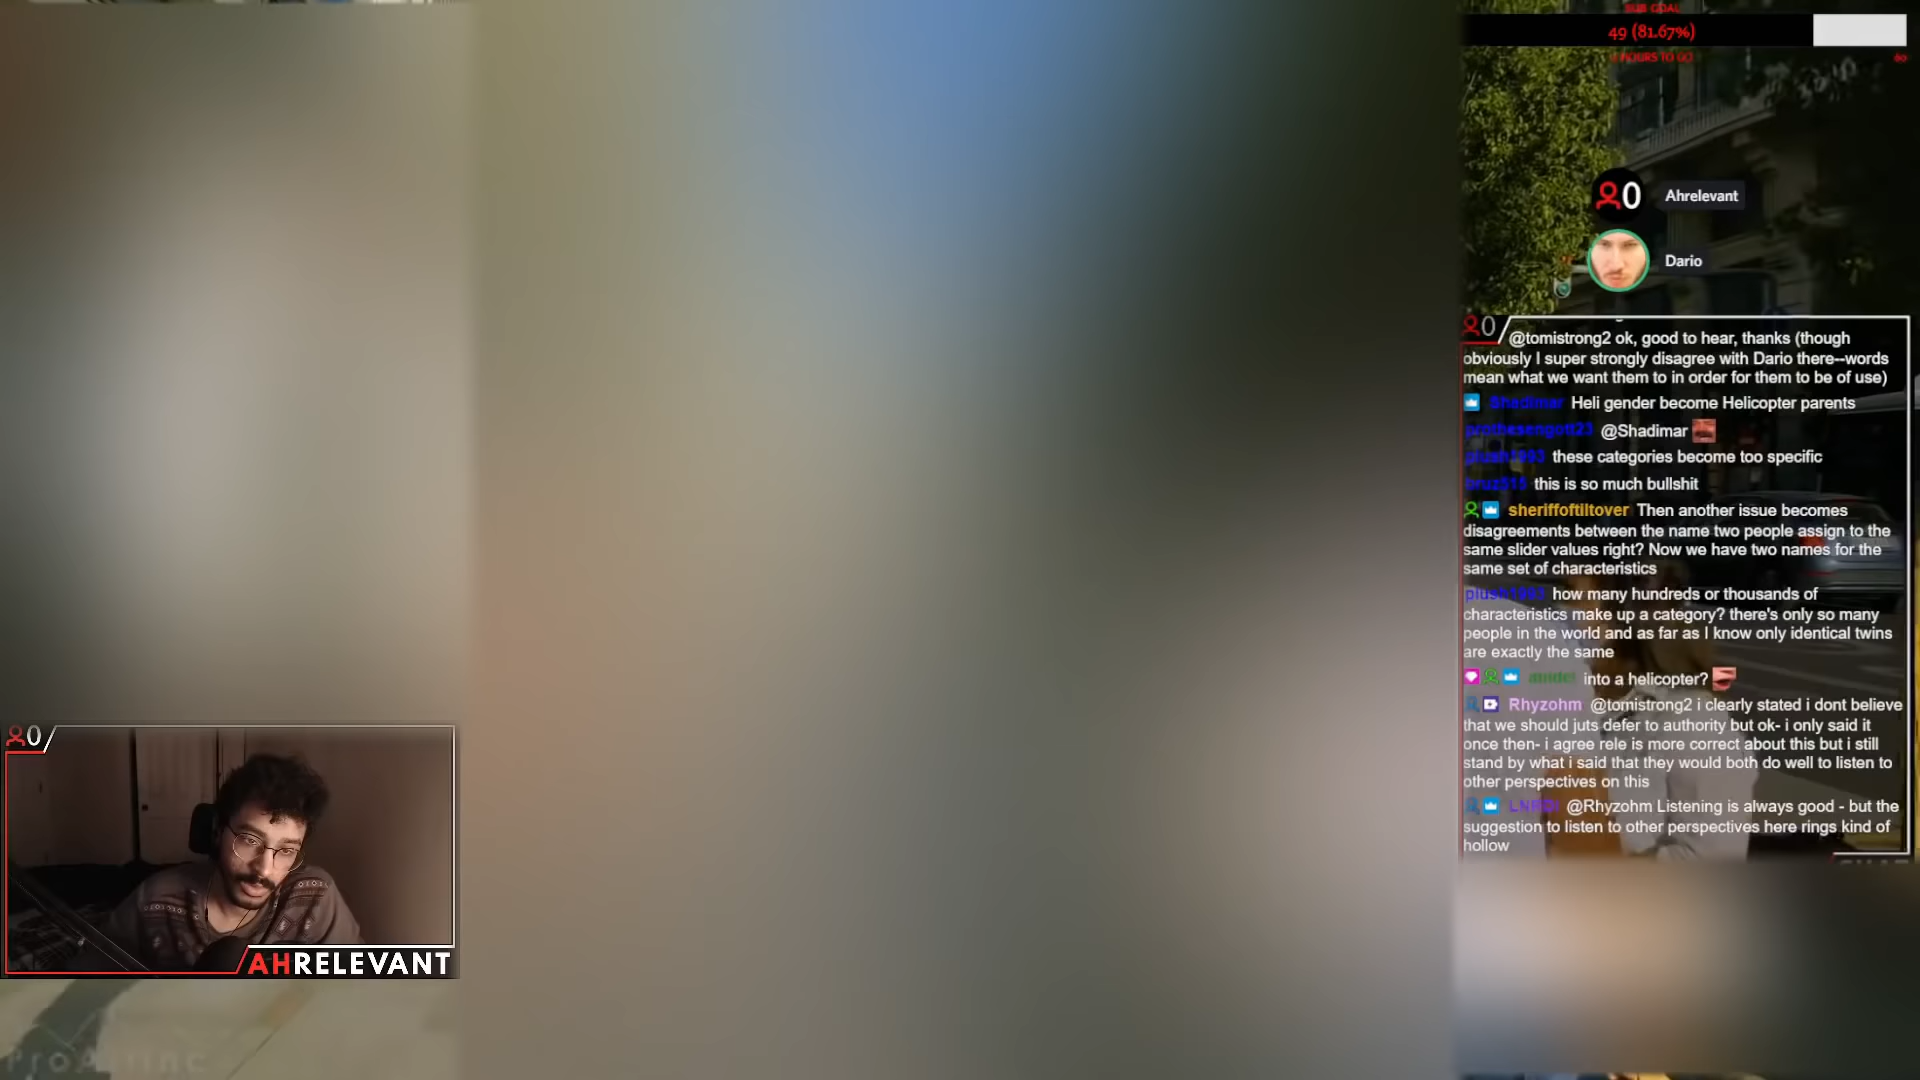 SUB GOAL
49 (81.67%)
HOURS TO GO
60
0
Ahrelevant
Dario
0
@tomistrong2 ok, good to hear, thanks (though
obviously I super strongly disagree with Dario there--words
mean what we want them to in order for them to be of use)
Shadimar Heli gender become Helicopter parents
@Shadimar
these categories become too specific
this is so much bullshit
sheriffoftiltover Then another issue becomes
disagreements between the name two people assign to the
same slider values right? Now we have two names for the
same set of characteristics
how many hundreds or thousands of
characteristics make up a category? there's only so many
people in the world and as far as I know only identical twins
are exactly the same
into a helicopter?
Rhyzohm @tomistrong2 i clearly stated i dont believe
that we should juts defer to authority but ok- i only said it
once then- i agree rele is more correct about this but i still
stand by what i said that they would both do well to listen to
other perspectives on this
@Rhyzohm Listening is always good - but the
suggestion to listen to other perspectives here rings kind of
hollow
0
AHRELEVANT